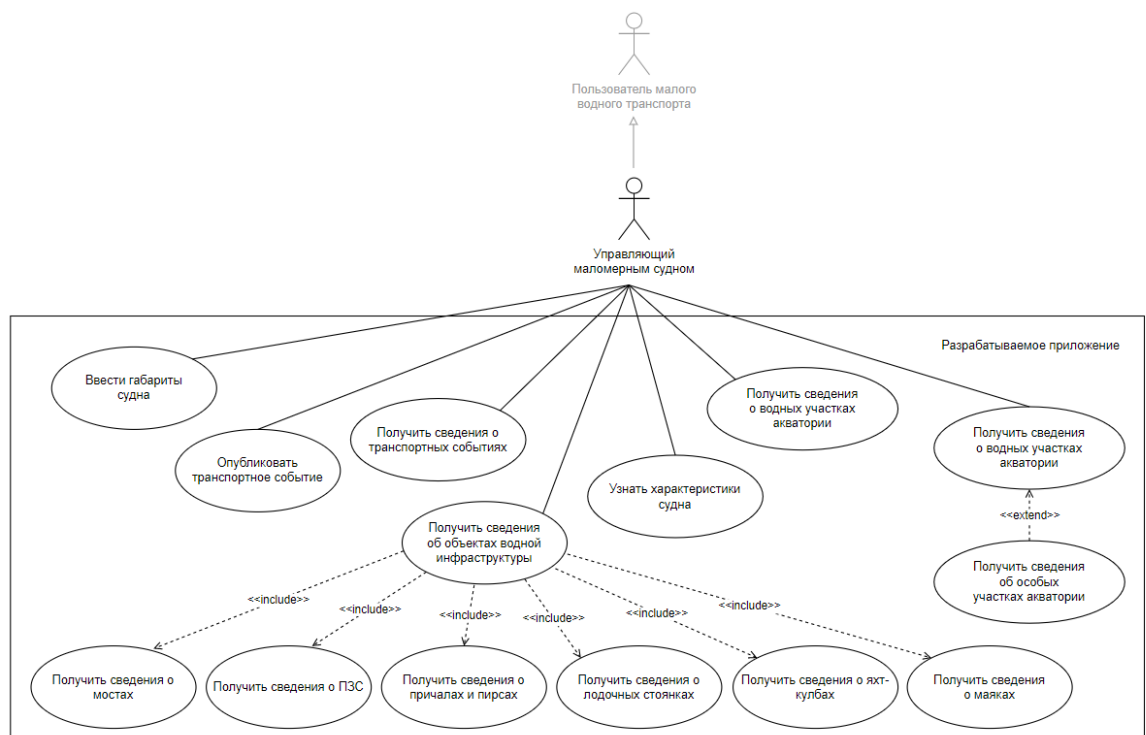 Пользователь малого
водного транспорта
Управляющий
маломерным судном
Разрабатываемое приложение
Ввести габариты
судна
Опубликовать
транспортное событие
Получить сведения о
транспортных событиях
Узнать характеристики
судна
Получить сведения
о водных участках
акватории
Получить сведения
о водных участках
акватории
<<extend>>
Получить сведения
об особых
участках акватории
Получить сведения
об объектах водной
инфраструктуры
<<include>>
<<include>>
<<include>>
<<include>>
<<include>>
<<include>>
Получить сведения о
мостах
Получить сведения о ПЗС
Получить сведения о
причалах и пирсах
Получить сведения о
лодочных стоянках
Получить сведения о яхт-
кулбах
Получить сведения
о маяках